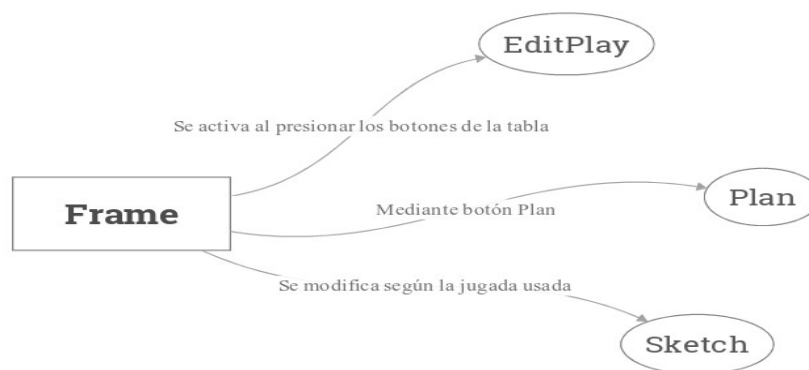 EditPlay
Se activa al presionar los botones de la tabla
Frame
Mediante botón Plan
Plan
Se modifica según la jugada usada
Sketch